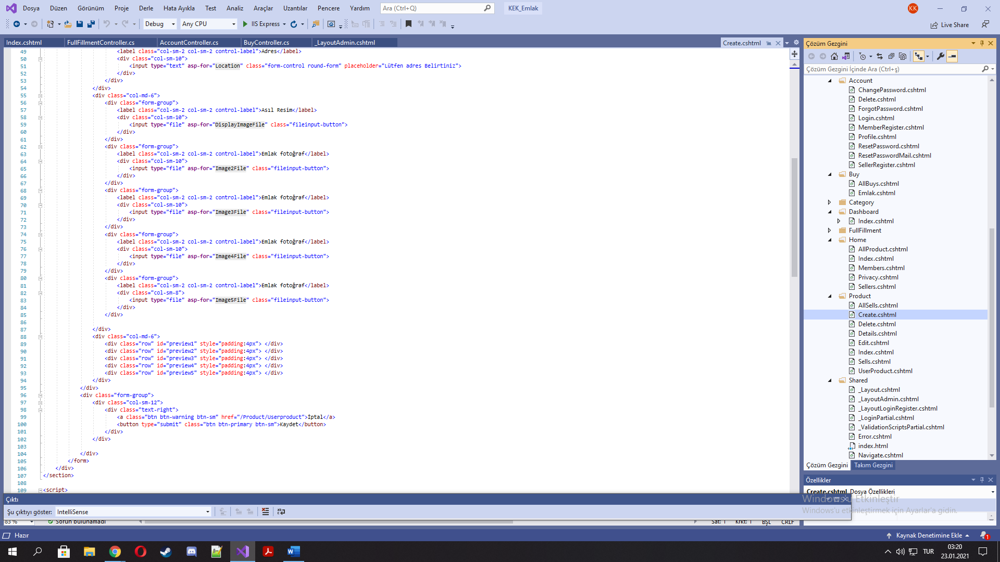 Dosya Düzen Görünüm Proje Derle Hata Ayıkla Test Analiz Araçlar Uzantılar Pencere Yardım Ara (Ctrl+Q) KEK_Emlak KK
Debug Any CPU IIS Express Live Share
Index.cshtml FullFillmentController.cs AccountController.cs BuyController.cs _LayoutAdmin.cshtml Create.cshtml
49 <label class="col-sm-2 col-sm-2 control-label">Adres</label>
50 <div class="col-sm-10">
51 <input type="text" asp-for="Location" class="form-control round-form" placeholder="Lütfen adres Belirtiniz">
52 </div>
53 </div>
54 </div>
55 <div class="col-md-6">
56 <div class="form-group">
57 <label class="col-sm-2 col-sm-2 control-label">Asıl Resim</label>
58 <div class="col-sm-10">
59 <input type="file" asp-for="DisplayImageFile" class="fileinput-button">
60 </div>
61 </div>
62 <div class="form-group">
63 <label class="col-sm-2 col-sm-2 control-label">Emlak fotoğraf</label>
64 <div class="col-sm-10">
65 <input type="file" asp-for="Image2File" class="fileinput-button">
66 </div>
67 </div>
68 <div class="form-group">
69 <label class="col-sm-2 col-sm-2 control-label">Emlak fotoğraf</label>
70 <div class="col-sm-10">
71 <input type="file" asp-for="Image3File" class="fileinput-button">
72 </div>
73 </div>
74 <div class="form-group">
75 <label class="col-sm-2 col-sm-2 control-label">Emlak fotoğraf</label>
76 <div class="col-sm-10">
77 <input type="file" asp-for="Image4File" class="fileinput-button">
78 </div>
79 </div>
80 <div class="form-group">
81 <label class="col-sm-2 col-sm-2 control-label">Emlak fotoğraf</label>
82 <div class="col-sm-8">
83 <input type="file" asp-for="Image5File" class="fileinput-button">
84 </div>
85 </div>
86
87 </div>
88 <div class="col-md-6">
89 <div class="row" id="preview1" style="padding:4px"> </div>
90 <div class="row" id="preview2" style="padding:4px"> </div>
91 <div class="row" id="preview3" style="padding:4px"> </div>
92 <div class="row" id="preview4" style="padding:4px"> </div>
93 <div class="row" id="preview5" style="padding:4px"> </div>
94 </div>
95 </div>
96 <div class="form-group">
97 <div class="col-sm-12">
98 <div class="text-right">
99 <a class="btn btn-warning btn-sm" href="/Product/Userproduct">İptal</a>
100 <button type="submit" class="btn btn-primary btn-sm">Kaydet</button>
101 </div>
102 </div>
103
104 </div>
105 </form>
106 </div>
107 </section>
108
109 <script>
Çözüm Gezgini
Çözüm Gezgini İçinde Ara (Ctrl+ş)
Account
ChangePassword.cshtml
Delete.cshtml
ForgotPassword.cshtml
Login.cshtml
MemberRegister.cshtml
Profile.cshtml
ResetPassword.cshtml
ResetPasswordMail.cshtml
SellerRegister.cshtml
Buy
AllBuys.cshtml
Emlak.cshtml
Category
Dashboard
Index.cshtml
FullFillment
Home
AllProduct.cshtml
Index.cshtml
Members.cshtml
Privacy.cshtml
Sellers.cshtml
Product
AllSells.cshtml
Create.cshtml
Delete.cshtml
Details.cshtml
Edit.cshtml
Index.cshtml
Sells.cshtml
UserProduct.cshtml
Shared
_Layout.cshtml
_LayoutAdmin.cshtml
_LayoutLoginRegister.cshtml
_LoginPartial.cshtml
_ValidationScriptsPartial.cshtml
Error.cshtml
index.html
Navigate.cshtml
Çözüm Gezgini Takım Gezgini
Özellikler
Create.cshtml Dosya Özellikleri
Windows'u Etkinleştir
Windows'u etkinleştirmek için Ayarlar'a gidin.
Çıktı
Şu çıktıyı göster: IntelliSense
83 % Sorun bulunamadı Sat: 1 Krkt: 1 BŞL CRLF
Hazır Kaynak Denetimine Ekle 1
TUR 03:20
23.01.2021